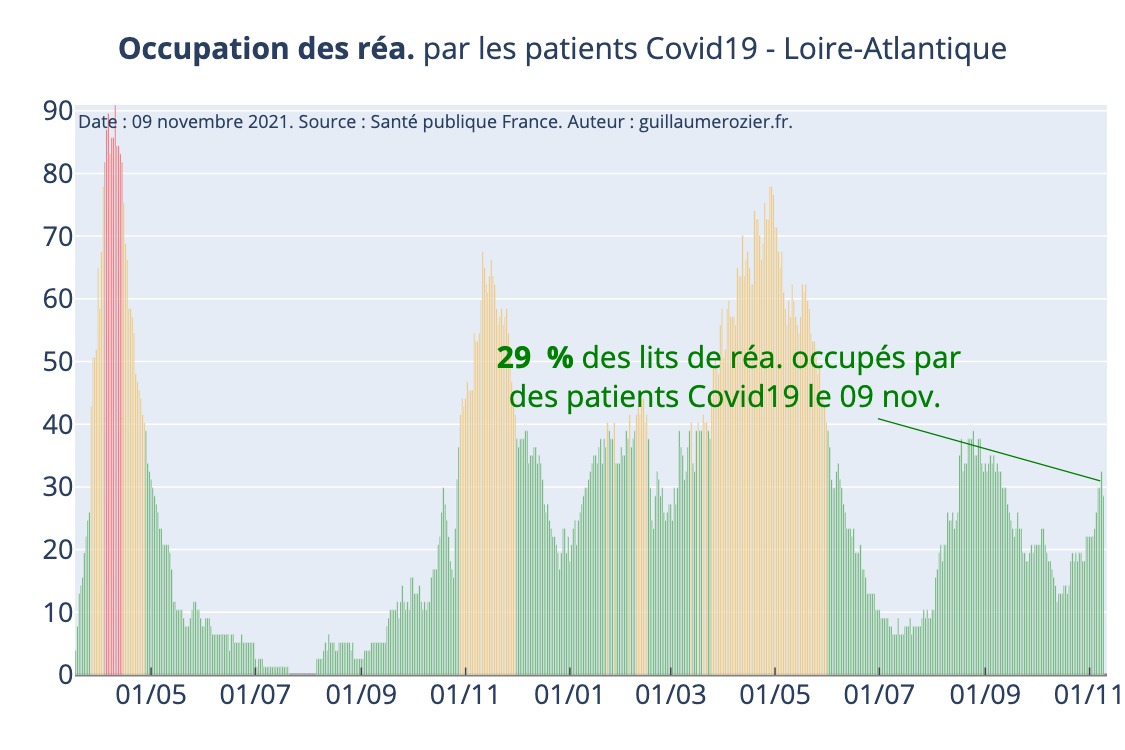 Occupation des réa. par les patients Covid19 - Loire-Atlantique
90
Date : 09 novembre 2021. Source : Santé publique France. Auteur : guillaumerozier.fr.
80
70
60
50
29 % des lits de réa. occupés par
des patients Covid19 le 09 nov.
40
30
20
10
0
01/05 01/07 01/09 01/11 01/01 01/03 01/05 01/07 01/09 01/11